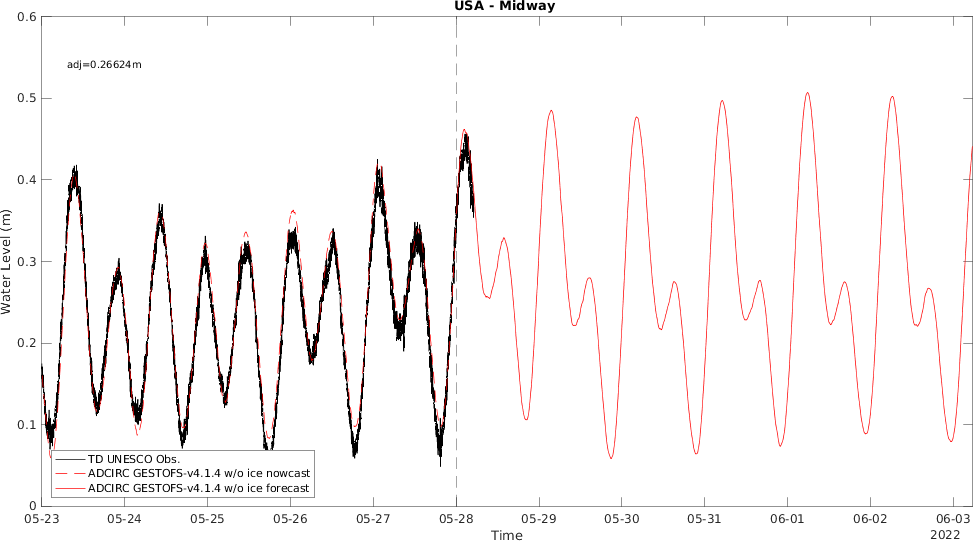 USA - Midway
0.6
adj=0.26624m
0.5
0.4
0.3
0.2
0.1
0
Water Level (m)
TD UNESCO Obs.
ADCIRC GESTOFS-v4.1.4 w/o ice nowcast
ADCIRC GESTOFS-v4.1.4 w/o ice forecast
05-23 05-24 05-25 05-26 05-27 05-28 05-29 05-30 05-31 06-01 06-02 06-03
Time
2022